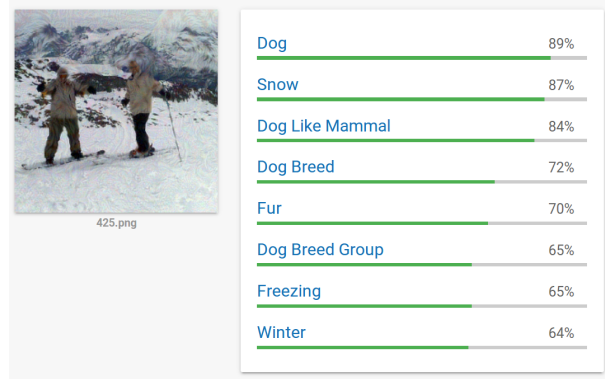 Dog 89%
Snow 87%
Dog Like Mammal 84%
Dog Breed 72%
Fur 70%
Dog Breed Group 65%
Freezing 65%
Winter 64%
425.png